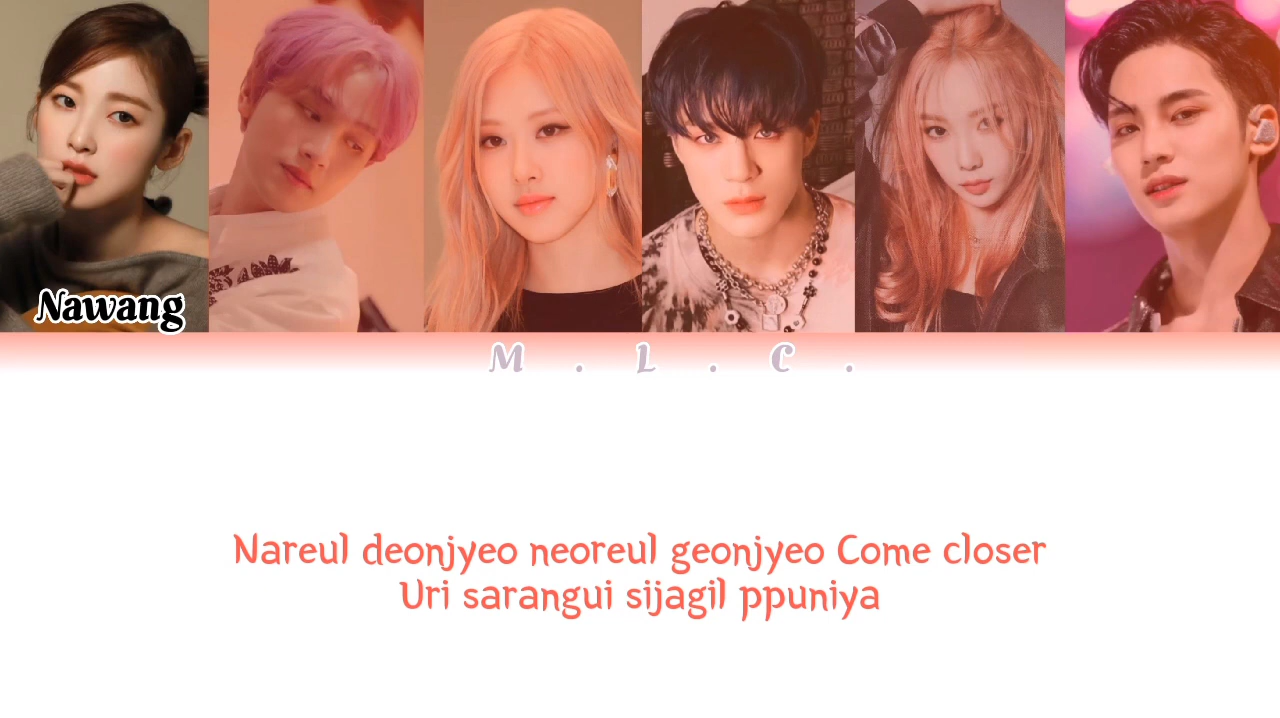 Nawang
M . L . C .
Nareul deonjyeo neoreul geonjyeo Come closer
Uri sarangui sijagil ppuniya